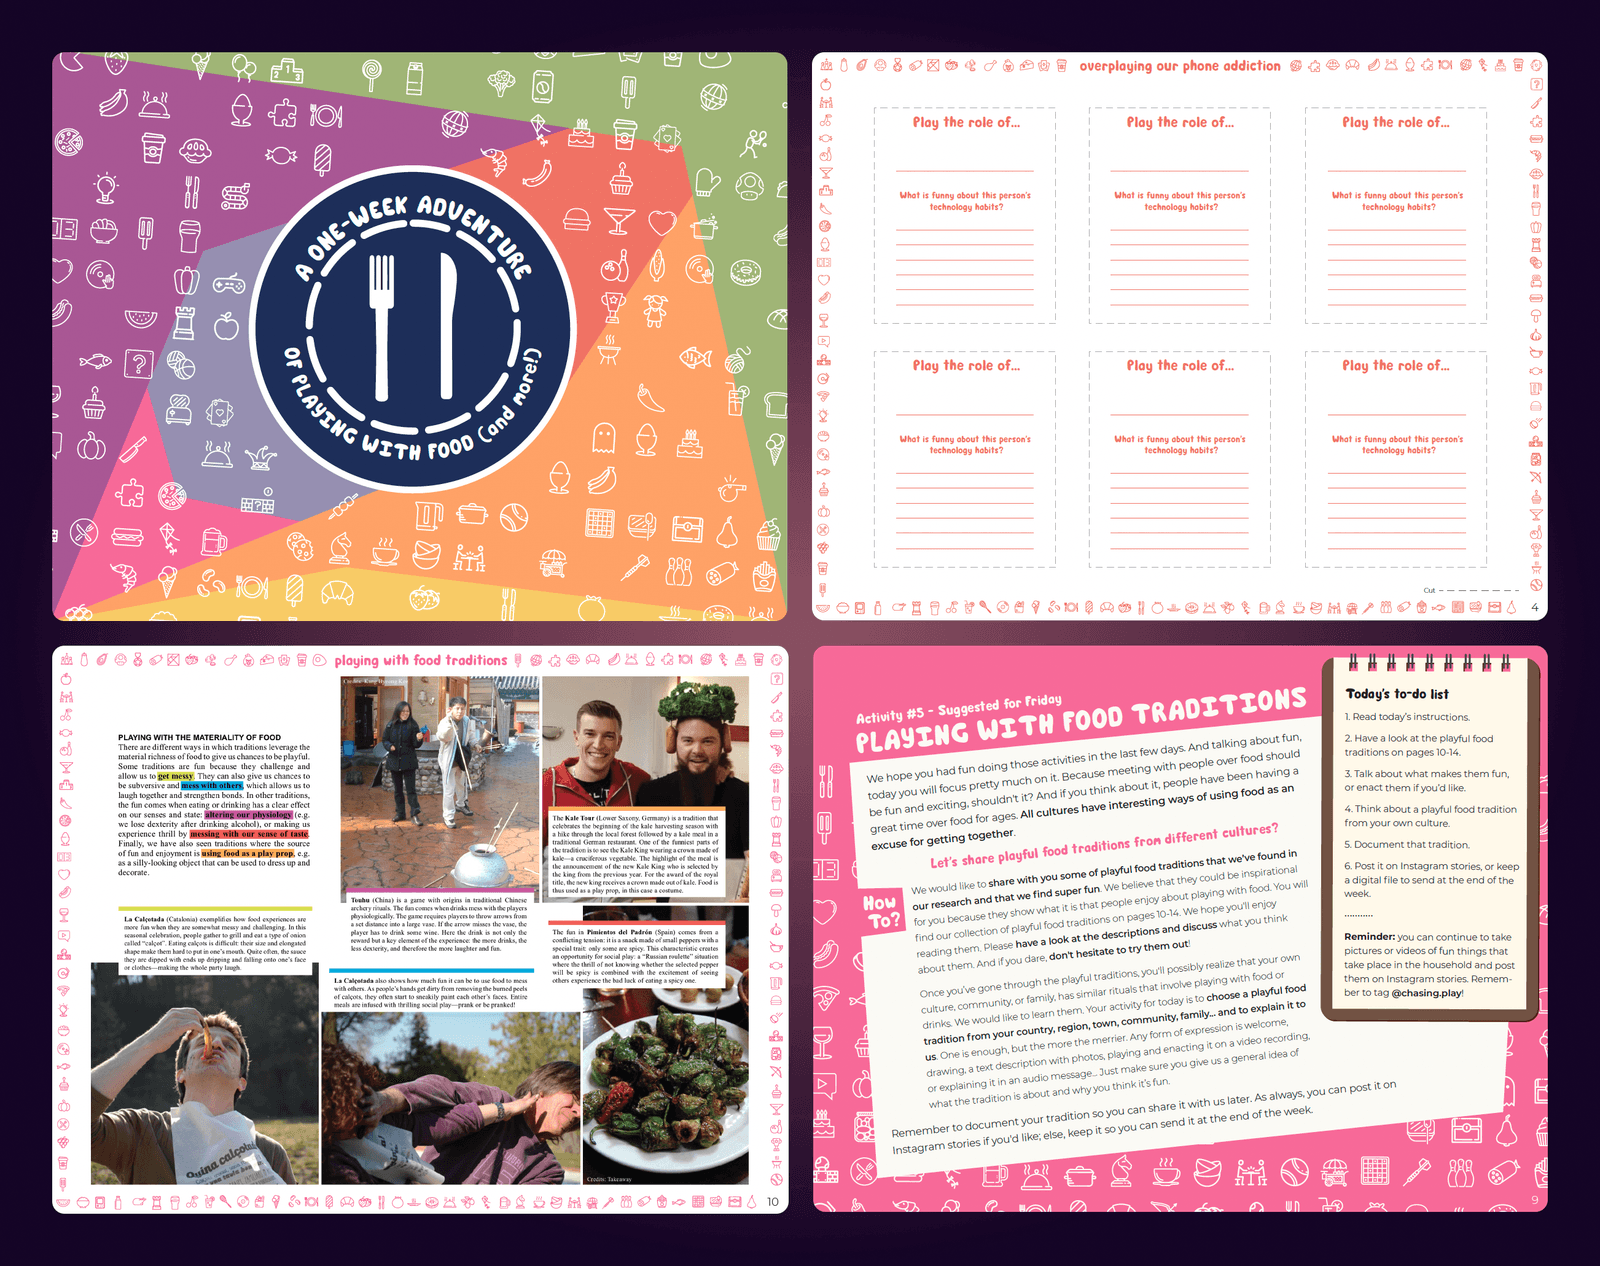 A ONE-WEEK ADVENTURE
OF PLAYING WITH FOOD (and more!)
overplaying our phone addiction
Play the role of...
What is funny about this person's
technology habits?
Play the role of...
What is funny about this person's
technology habits?
Play the role of...
What is funny about this person's
technology habits?
Play the role of...
What is funny about this person's
technology habits?
Play the role of...
What is funny about this person's
technology habits?
Play the role of...
What is funny about this person's
technology habits?
Cut
4
playing with food traditions
PLAYING WITH THE MATERIALITY OF FOOD
There are different ways in which traditions leverage the
material richness of food to give us chances to be playful.
Some traditions are fun because they challenge and
allow us to get messy. They can also give us chances to
be subversive and mess with others, which allows us to
laugh together and strengthen bonds. In other traditions,
the fun comes when eating or drinking has a clear effect
on our senses and state: altering our physiology (e.g.
we lose dexterity after drinking alcohol), or making us
experience thrill by messing with our sense of taste.
Finally, we have also seen traditions where the source
of fun and enjoyment is using food as a play prop, e.g.
as a silly-looking object that can be used to dress up and
decorate.
La Calçotada (Catalonia) exemplifies how food experiences are
more fun when they are somewhat messy and challenging. In this
seasonal celebration, people gather to grill and eat a type of onion
called "calçot". Eating calçots is difficult: their size and elongated
shape make them hard to put in one's mouth. Quite often, the sauce
they are dipped with ends up dripping and falling onto one's face
or clothes—making the whole party laugh.
Touhu (China) is a game with origins in traditional Chinese
archery rituals. The fun comes when drinks mess with the players
physiologically. The game requires players to throw arrows from
a set distance into a large vase. If the arrow misses the vase, the
player has to drink some wine. Here the drink is not only the
reward but a key element of the experience: the more drinks, the
less dexterity, and therefore the more laughter and fun.
The Kale Tour (Lower Saxony, Germany) is a tradition that
celebrates the beginning of the kale harvesting season with
a hike through the local forest followed by a kale meal in a
traditional German restaurant. One of the funniest parts of
the tradition is to see the Kale King wearing a crown made of
kale—a cruciferous vegetable. The highlight of the meal is
the announcement of the new Kale King who is selected by
the king from the previous year. For the award of the royal
title, the new king receives a crown made out of kale. Food is
thus used as a play prop, in this case a costume.
La Calçotada also shows how much fun it can be to use food to mess
with others. As people's hands get dirty from removing the burned peels
of calçots, they often start to sneakily paint each other's faces. Entire
meals are infused with thrilling social play—prank or be pranked!
The fun in Pimientos del Padrón (Spain) comes from a
conflicting tension: it is a snack made of small peppers with a
special trait: only some are spicy. This characteristic creates
an opportunity for social play: a "Russian roulette" situation
where the thrill of not knowing whether the selected pepper
will be spicy is combined with the excitement of seeing
others experience the bad luck of eating a spicy one.
Credits: Takeaway
10
Activity #5 - Suggested for Friday
PLAYING WITH FOOD TRADITIONS
We hope you had fun doing those activities in the last few days. And talking about fun,
today you will focus pretty much on it. Because meeting with people over food should
be fun and exciting, shouldn't it? And if you think about it, people have been having a
great time over food for ages. All cultures have interesting ways of using food as an
excuse for getting together.
Let's share playful food traditions from different cultures?
How
To?
We would like to share with you some of playful food traditions that we've found in
our research and that we find super fun. We believe that they could be inspirational
for you because they show what it is that people enjoy about playing with food. You will
find our collection of playful food traditions on pages 10-14. We hope you'll enjoy
reading them. Please have a look at the descriptions and discuss what you think
about them. And if you dare, don't hesitate to try them out!
Once you've gone through the playful traditions, you'll possibly realize that your own
culture, community, or family, has similar rituals that involve playing with food or
drinks. We would like to learn them. Your activity for today is to choose a playful food
tradition from your country, region, town, community, family... and to explain it to
us. One is enough, but the more the merrier. Any form of expression is welcome,
drawing, a text description with photos, playing and enacting it on a video recording,
or explaining it in an audio message... Just make sure you give us a general idea of
what the tradition is about and why you think it's fun.
Remember to document your tradition so you can share it with us later. As always, you can post it on
Instagram stories if you'd like; else, keep it so you can send it at the end of the week.
Today's to-do list
1. Read today's instructions.
2. Have a look at the playful food
traditions on pages 10-14.
3. Talk about what makes them fun,
or enact them if you'd like.
4. Think about a playful food tradition
from your own culture.
5. Document that tradition.
6. Post it on Instagram stories, or keep
a digital file to send at the end of the
week.
............
Reminder: you can continue to take
pictures or videos of fun things that
take place in the household and post
them on Instagram stories. Remem-
ber to tag @chasing.play!
9